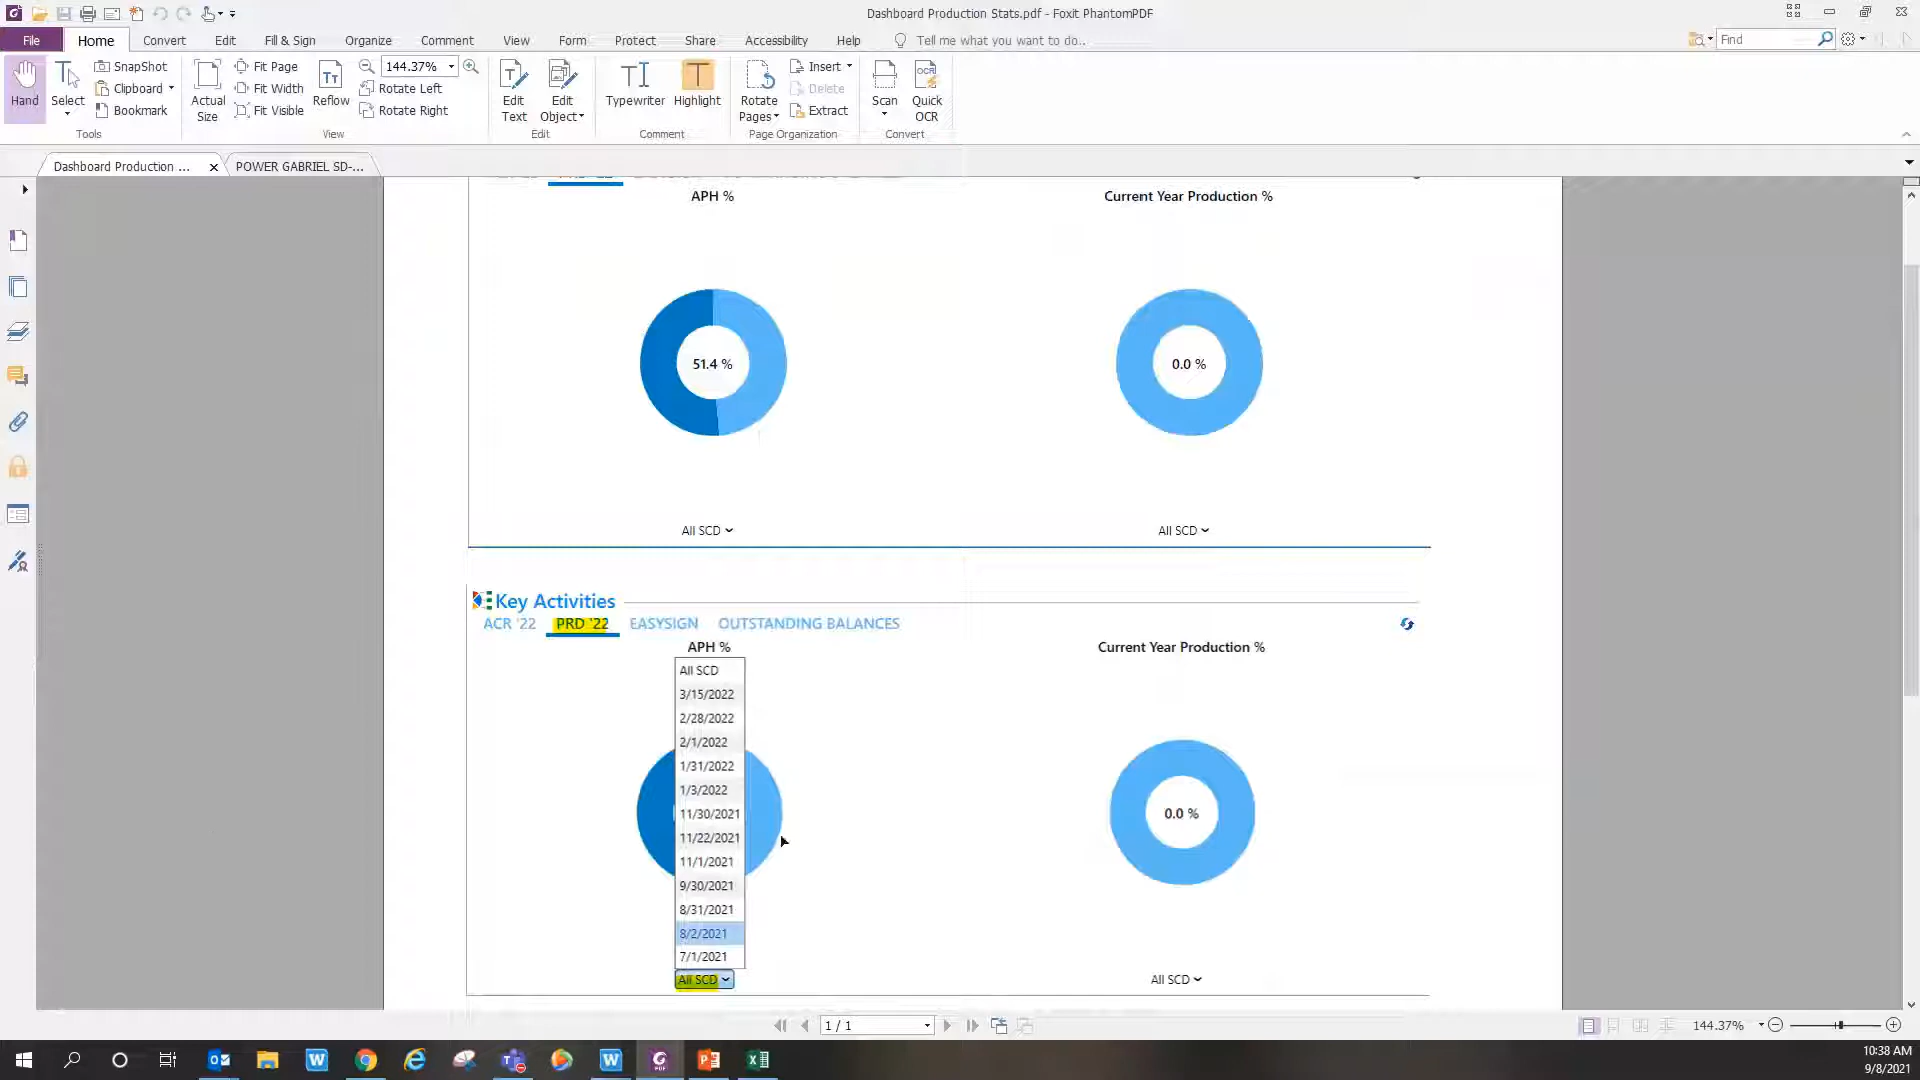 Dashboard Production Stats.pdf - Foxit PhantomPDF
File
Home
Convert
Edit
Fill & Sign
Organize
Comment
View
Form
Protect
Share
Accessibility
Help
Tell me what you want to do..
Find
Hand
Select
SnapShot
Clipboard
Bookmark
Tools
Actual
Size
Fit Page
Fit Width
Fit Visible
Reflow
144.37%
Rotate Left
Rotate Right
View
Edit
Text
Edit
Object
Edit
Typewriter
Highlight
Comment
Rotate
Pages
Insert
Delete
Extract
Page Organization
Scan
Quick
OCR
Convert
Dashboard Production ...
POWER GABRIEL SD-...
APH %
Current Year Production %
51.4 %
0.0 %
All SCD
All SCD
Key Activities
ACR '22
PRD '22
EASYSIGN
OUTSTANDING BALANCES
APH %
Current Year Production %
All SCD
3/15/2022
2/28/2022
2/1/2022
1/31/2022
1/3/2022
11/30/2021
11/22/2021
11/1/2021
9/30/2021
8/31/2021
8/2/2021
7/1/2021
All SCD
0.0 %
All SCD
1 / 1
144.37%
10:38 AM
9/8/2021